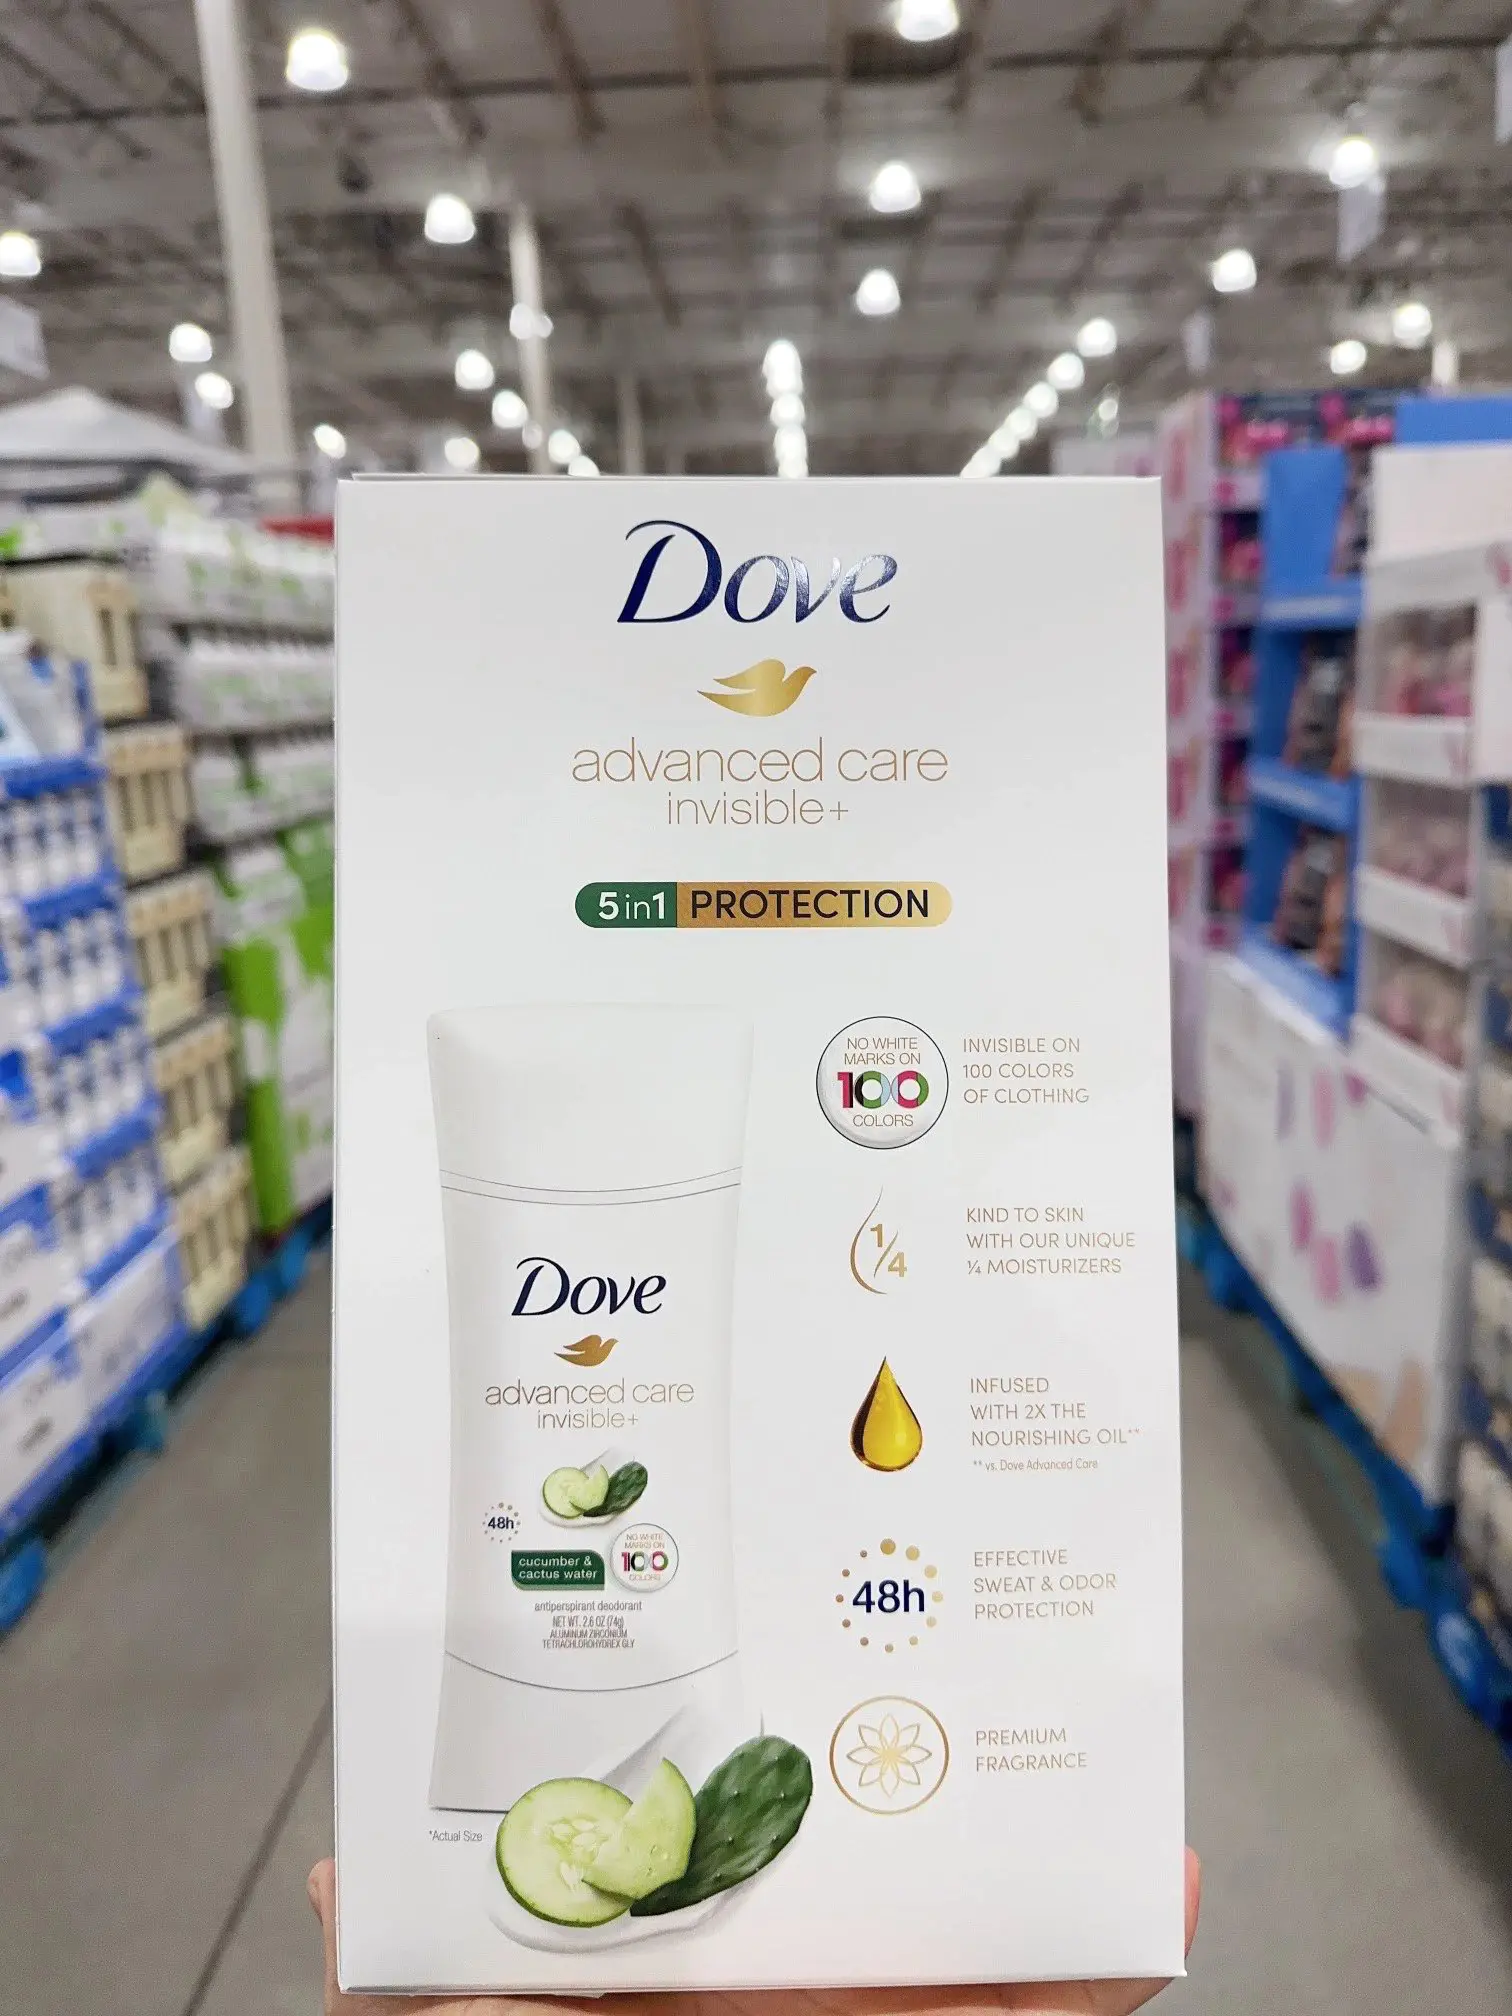 Dove
advanced care
invisible+
5in1 PROTECTION
NO WHITE
MARKS ON
100
COLORS
INVISIBLE ON
100 COLORS
OF CLOTHING
1/4
KIND TO SKIN
WITH OUR UNIQUE
¼ MOISTURIZERS
INFUSED
WITH 2X THE
NOURISHING OIL**
** vs. Dove Advanced Care
48h
EFFECTIVE
SWEAT & ODOR
PROTECTION
PREMIUM
FRAGRANCE
Dove
advanced care
invisible+
48h
cucumber &
cactus water
NO WHITE
MARKS ON
100
COLORS
antiperspirant deodorant
NET WT. 2.6 OZ (74g)
ALUMINUM ZIRCONIUM
TETRACHLOROHYDREX GLY
*Actual Size